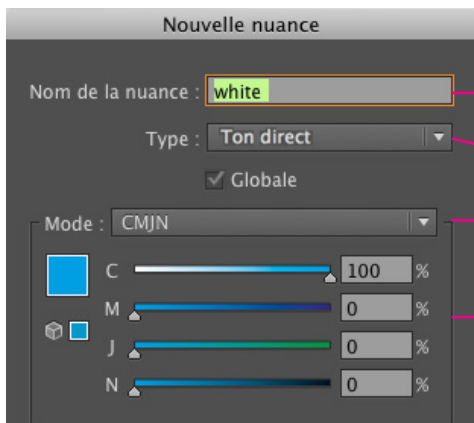 Nouvelle nuance
Nom de la nuance : white
Type : Ton direct
Globale
Mode : CMJN
C 100 %
M 0 %
J 0 %
N 0 %